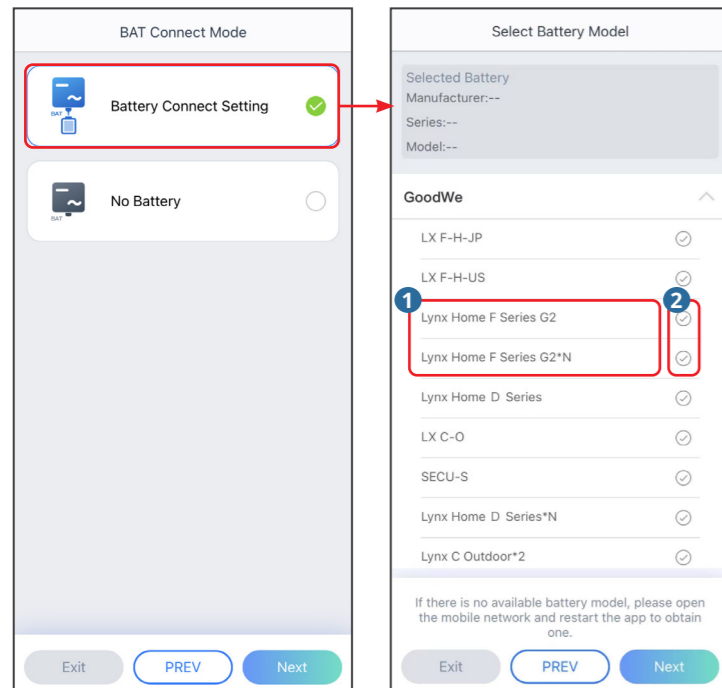 BAT Connect Mode
BAT
Battery Connect Setting
BAT
No Battery
Exit
PREV
Next
Select Battery Model
Selected Battery
Manufacturer:--
Series:--
Model:--
GoodWe
LX F-H-JP
LX F-H-US
1
2
Lynx Home F Series G2
Lynx Home F Series G2*N
Lynx Home D Series
LX C-O
SECU-S
Lynx Home D Series*N
Lynx C Outdoor*2
If there is no available battery model, please open
the mobile network and restart the app to obtain
one.
Exit
PREV
Next